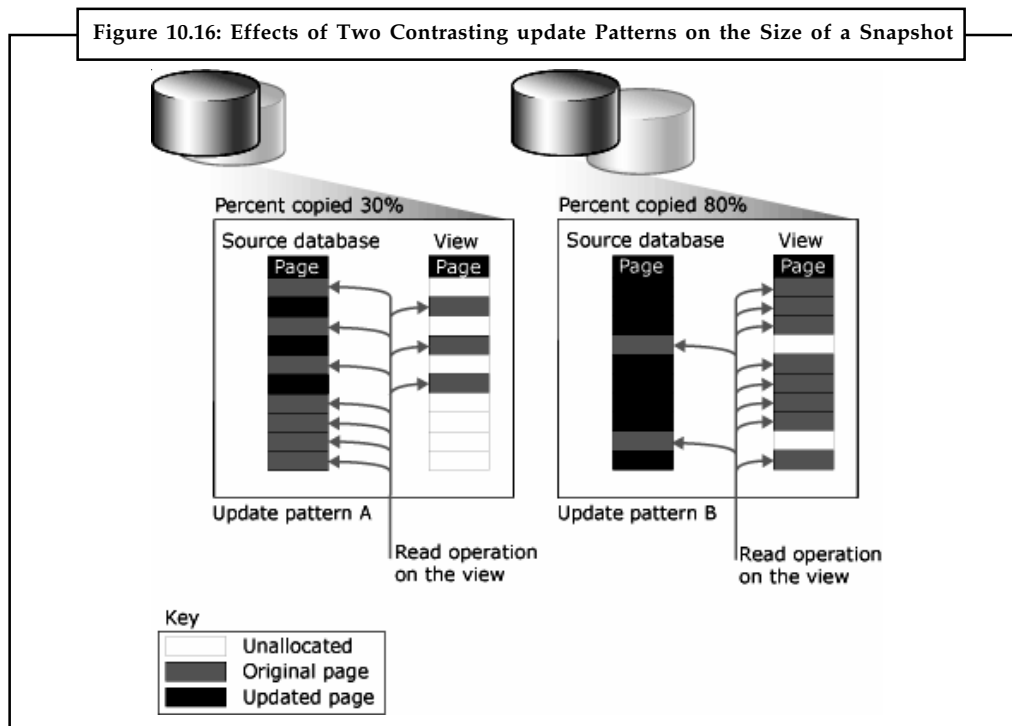 Figure 10.16: Effects of Two Contrasting update Patterns on the Size of a Snapshot
Percent copied 30%
Source database View
Page Page
Update pattern A
Read operation
on the view
Percent copied 80%
Source database View
Page Page
Update pattern B
Read operation
on the view
Key
Unallocated
Original page
Updated page